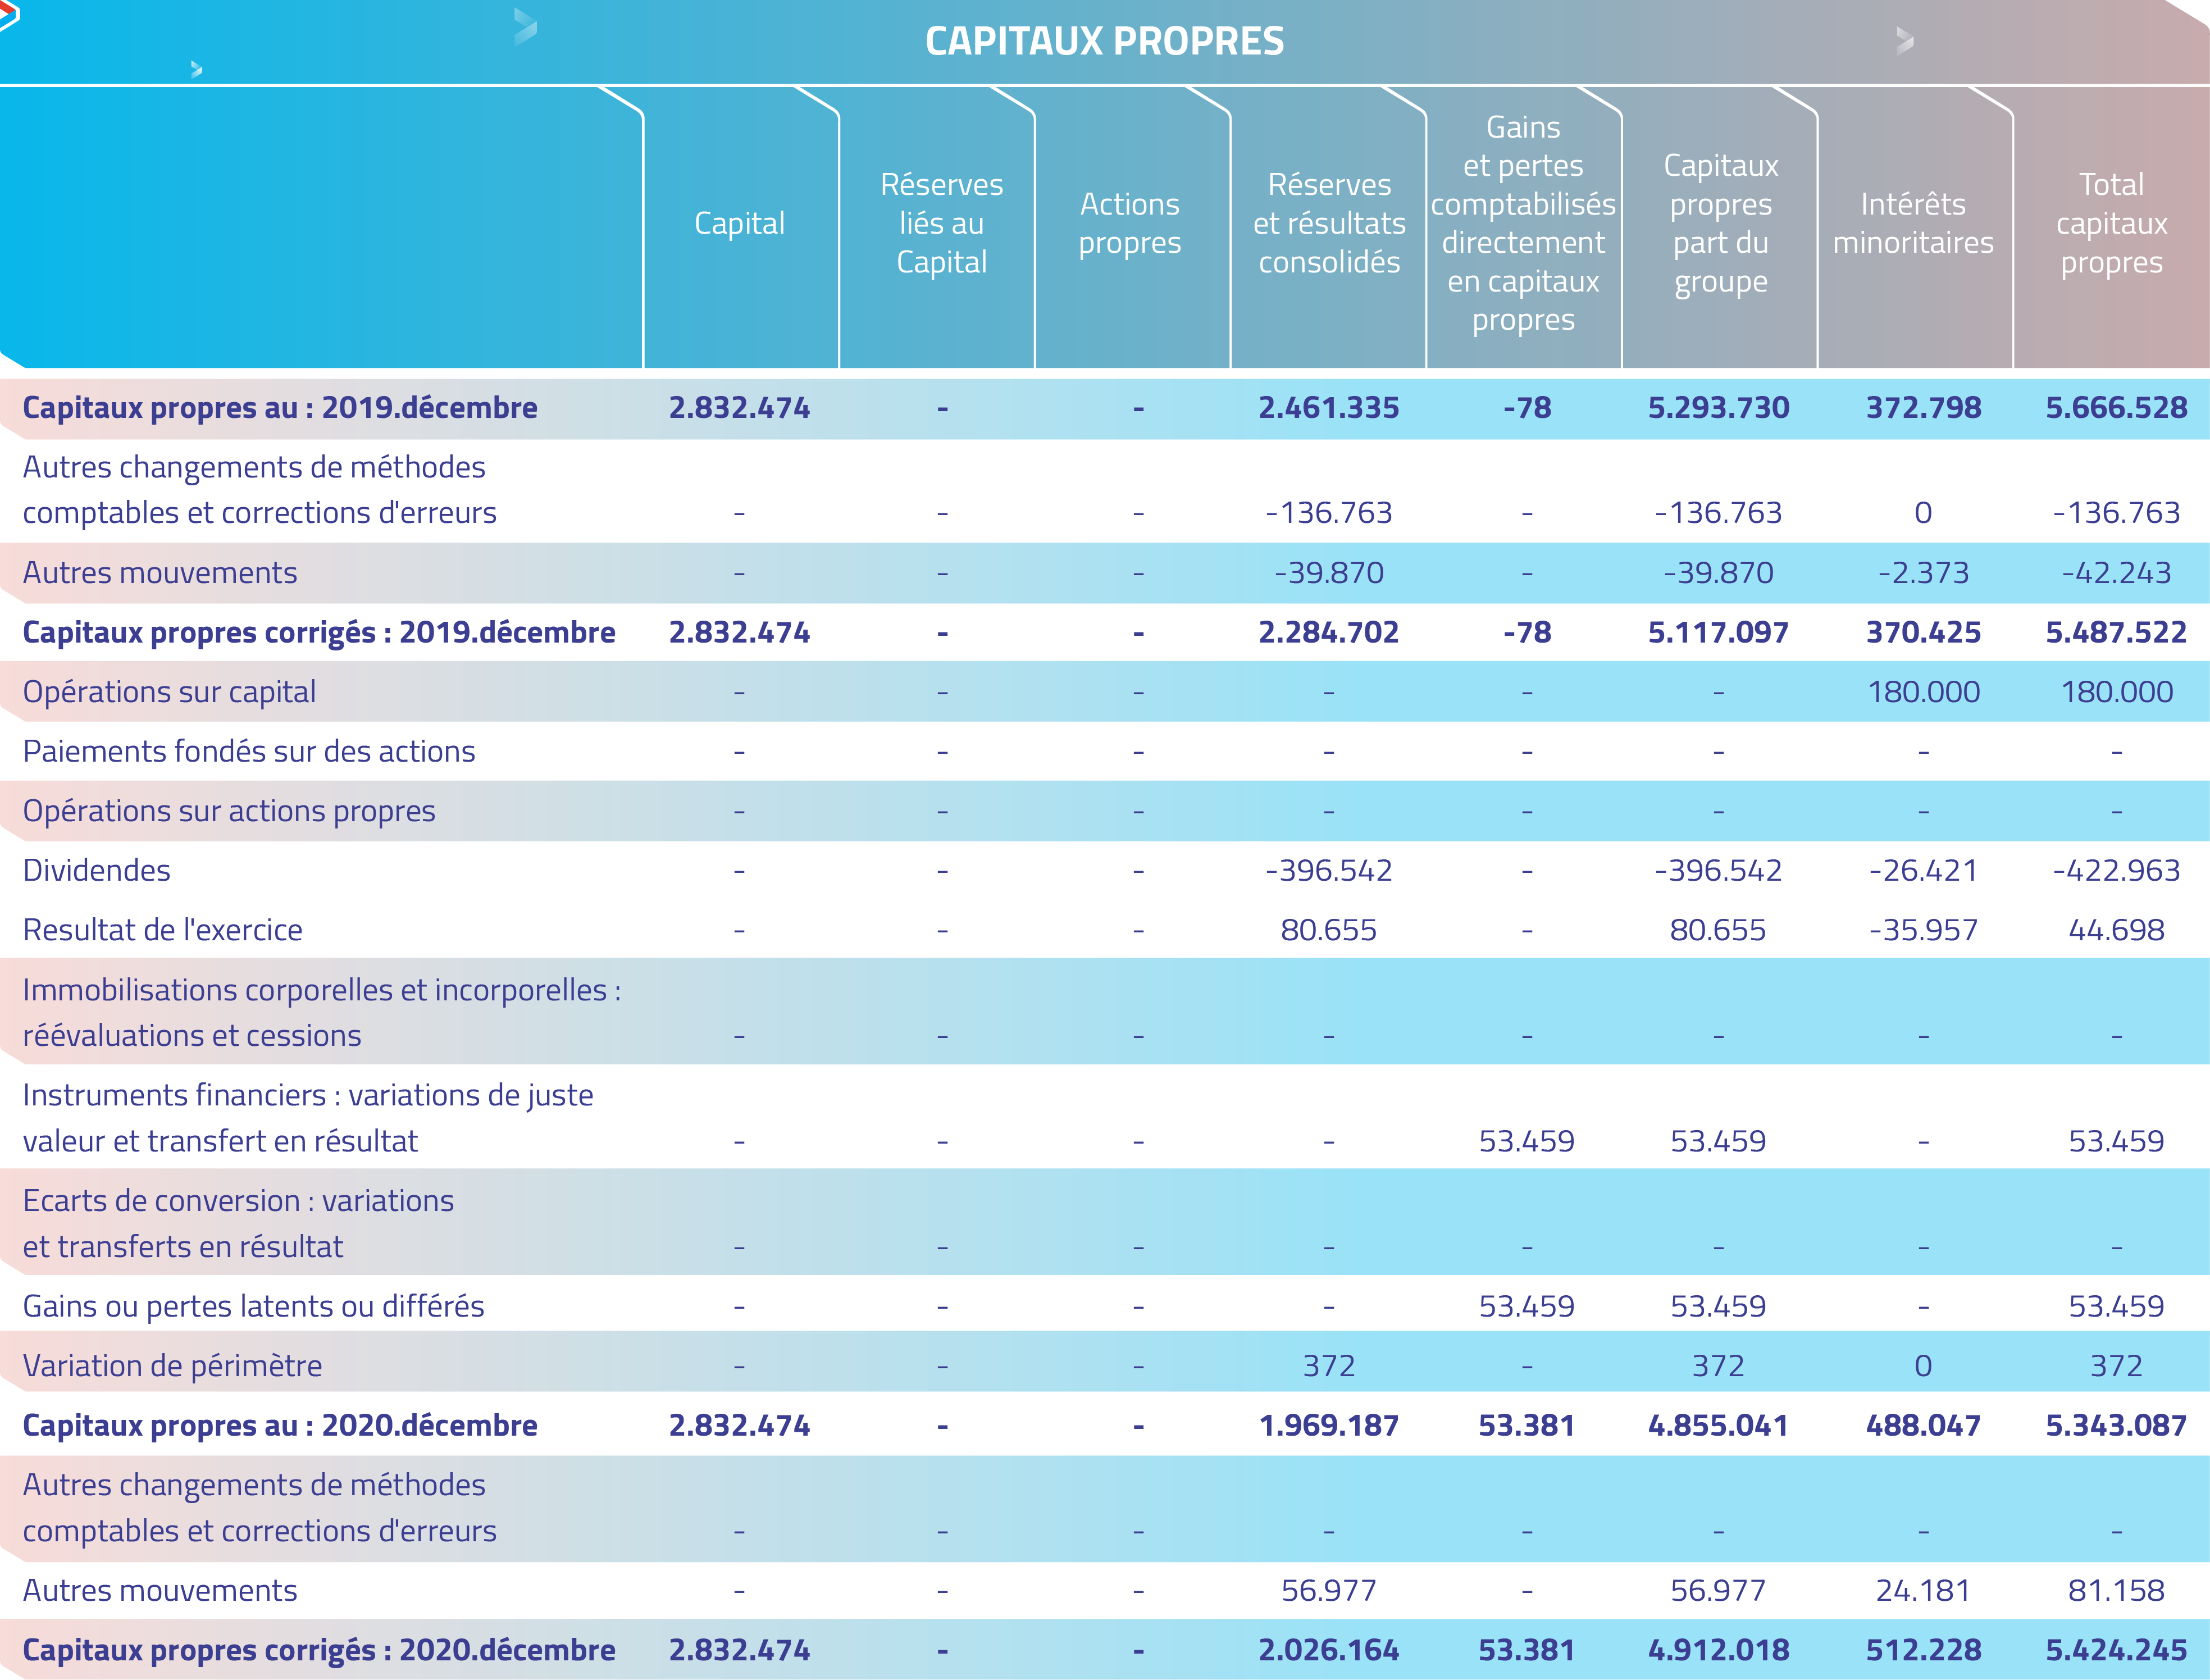 CAPITAUX PROPRES
Capital
Réserves
liés au
Capital
Actions
propres
Réserves
et résultats
consolidés
Gains
et pertes
comptabilisés
directement
en capitaux
propres
Capitaux
propres
part du
groupe
Intérêts
minoritaires
Total
capitaux
propres
Capitaux propres au : 2019.décembre 2.832.474 - - 2.461.335 -78 5.293.730 372.798 5.666.528
Autres changements de méthodes
comptables et corrections d'erreurs - - - -136.763 - -136.763 0 -136.763
Autres mouvements - - - -39.870 - -39.870 -2.373 -42.243
Capitaux propres corrigés : 2019.décembre 2.832.474 - - 2.284.702 -78 5.117.097 370.425 5.487.522
Opérations sur capital - - - - - - 180.000 180.000
Paiements fondés sur des actions - - - - - - - -
Opérations sur actions propres - - - - - - - -
Dividendes - - - -396.542 - -396.542 -26.421 -422.963
Resultat de l'exercice - - - 80.655 - 80.655 -35.957 44.698
Immobilisations corporelles et incorporelles :
réévaluations et cessions - - - - - - - -
Instruments financiers : variations de juste
valeur et transfert en résultat - - - - 53.459 53.459 - 53.459
Ecarts de conversion : variations
et transferts en résultat - - - - - - - -
Gains ou pertes latents ou différés - - - - 53.459 53.459 - 53.459
Variation de périmètre - - - 372 - 372 0 372
Capitaux propres au : 2020.décembre 2.832.474 - - 1.969.187 53.381 4.855.041 488.047 5.343.087
Autres changements de méthodes
comptables et corrections d'erreurs - - - - - - - -
Autres mouvements - - - 56.977 - 56.977 24.181 81.158
Capitaux propres corrigés : 2020.décembre 2.832.474 - - 2.026.164 53.381 4.912.018 512.228 5.424.245